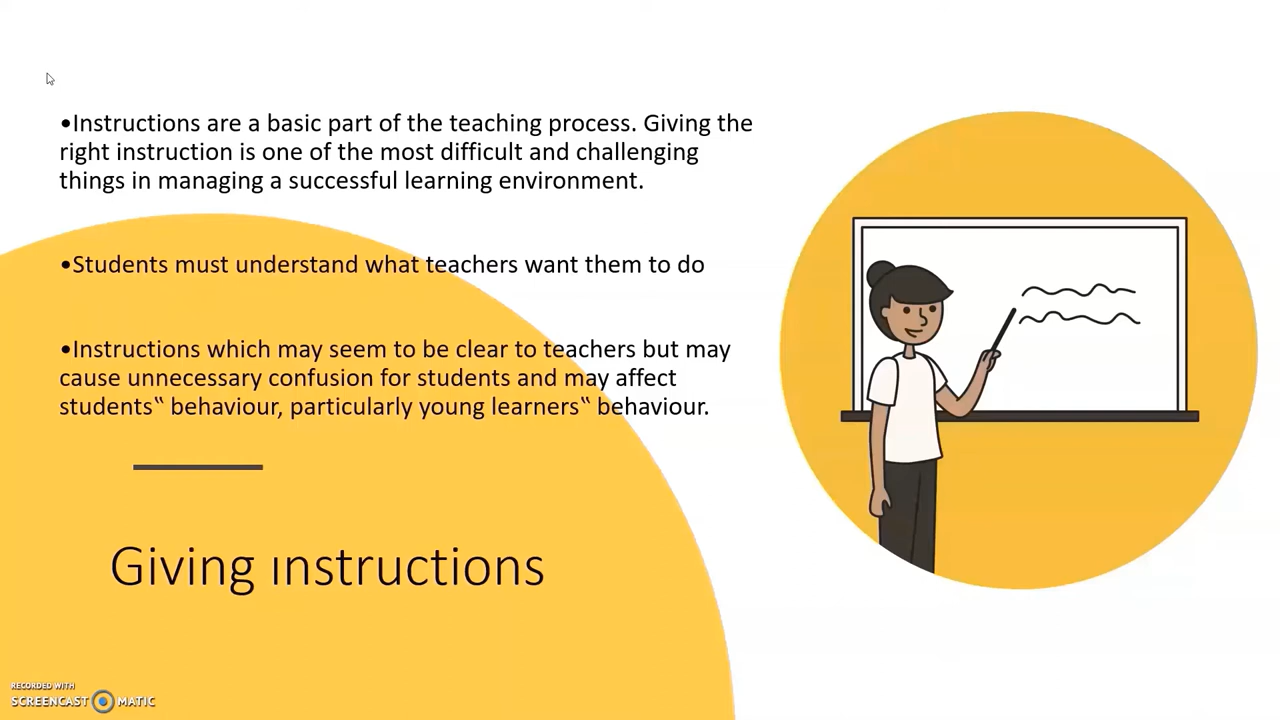 •Instructions are a basic part of the teaching process. Giving the
right instruction is one of the most difficult and challenging
things in managing a successful learning environment.
•Students must understand what teachers want them to do
•Instructions which may seem to be clear to teachers but may
cause unnecessary confusion for students and may affect
students‟ behaviour, particularly young learners‟ behaviour.
Giving ınstructions
RECORDED WITH
SCREENCAST MATIC